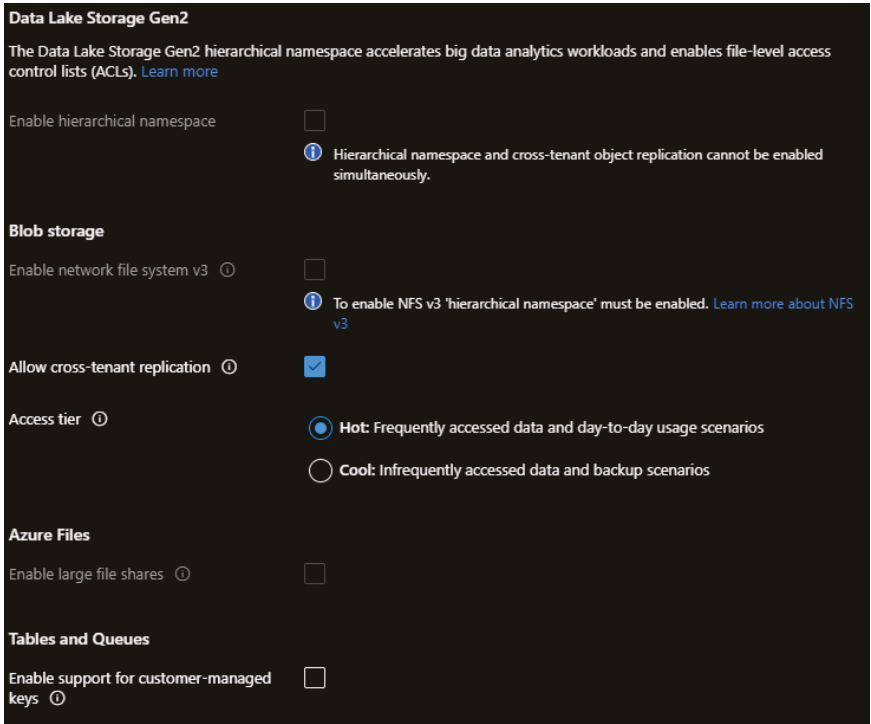 Data Lake Storage Gen2
The Data Lake Storage Gen2 hierarchical namespace accelerates big data analytics workloads and enables file-level access
control lists (ACLs). Learn more
Enable hierarchical namespace
Hierarchical namespace and cross-tenant object replication cannot be enabled
simultaneously.
Blob storage
Enable network file system v3
To enable NFS v3 'hierarchical namespace' must be enabled. Learn more about NFS
v3
Allow cross-tenant replication
Access tier
Hot: Frequently accessed data and day-to-day usage scenarios
Cool: Infrequently accessed data and backup scenarios
Azure Files
Enable large file shares
Tables and Queues
Enable support for customer-managed
keys